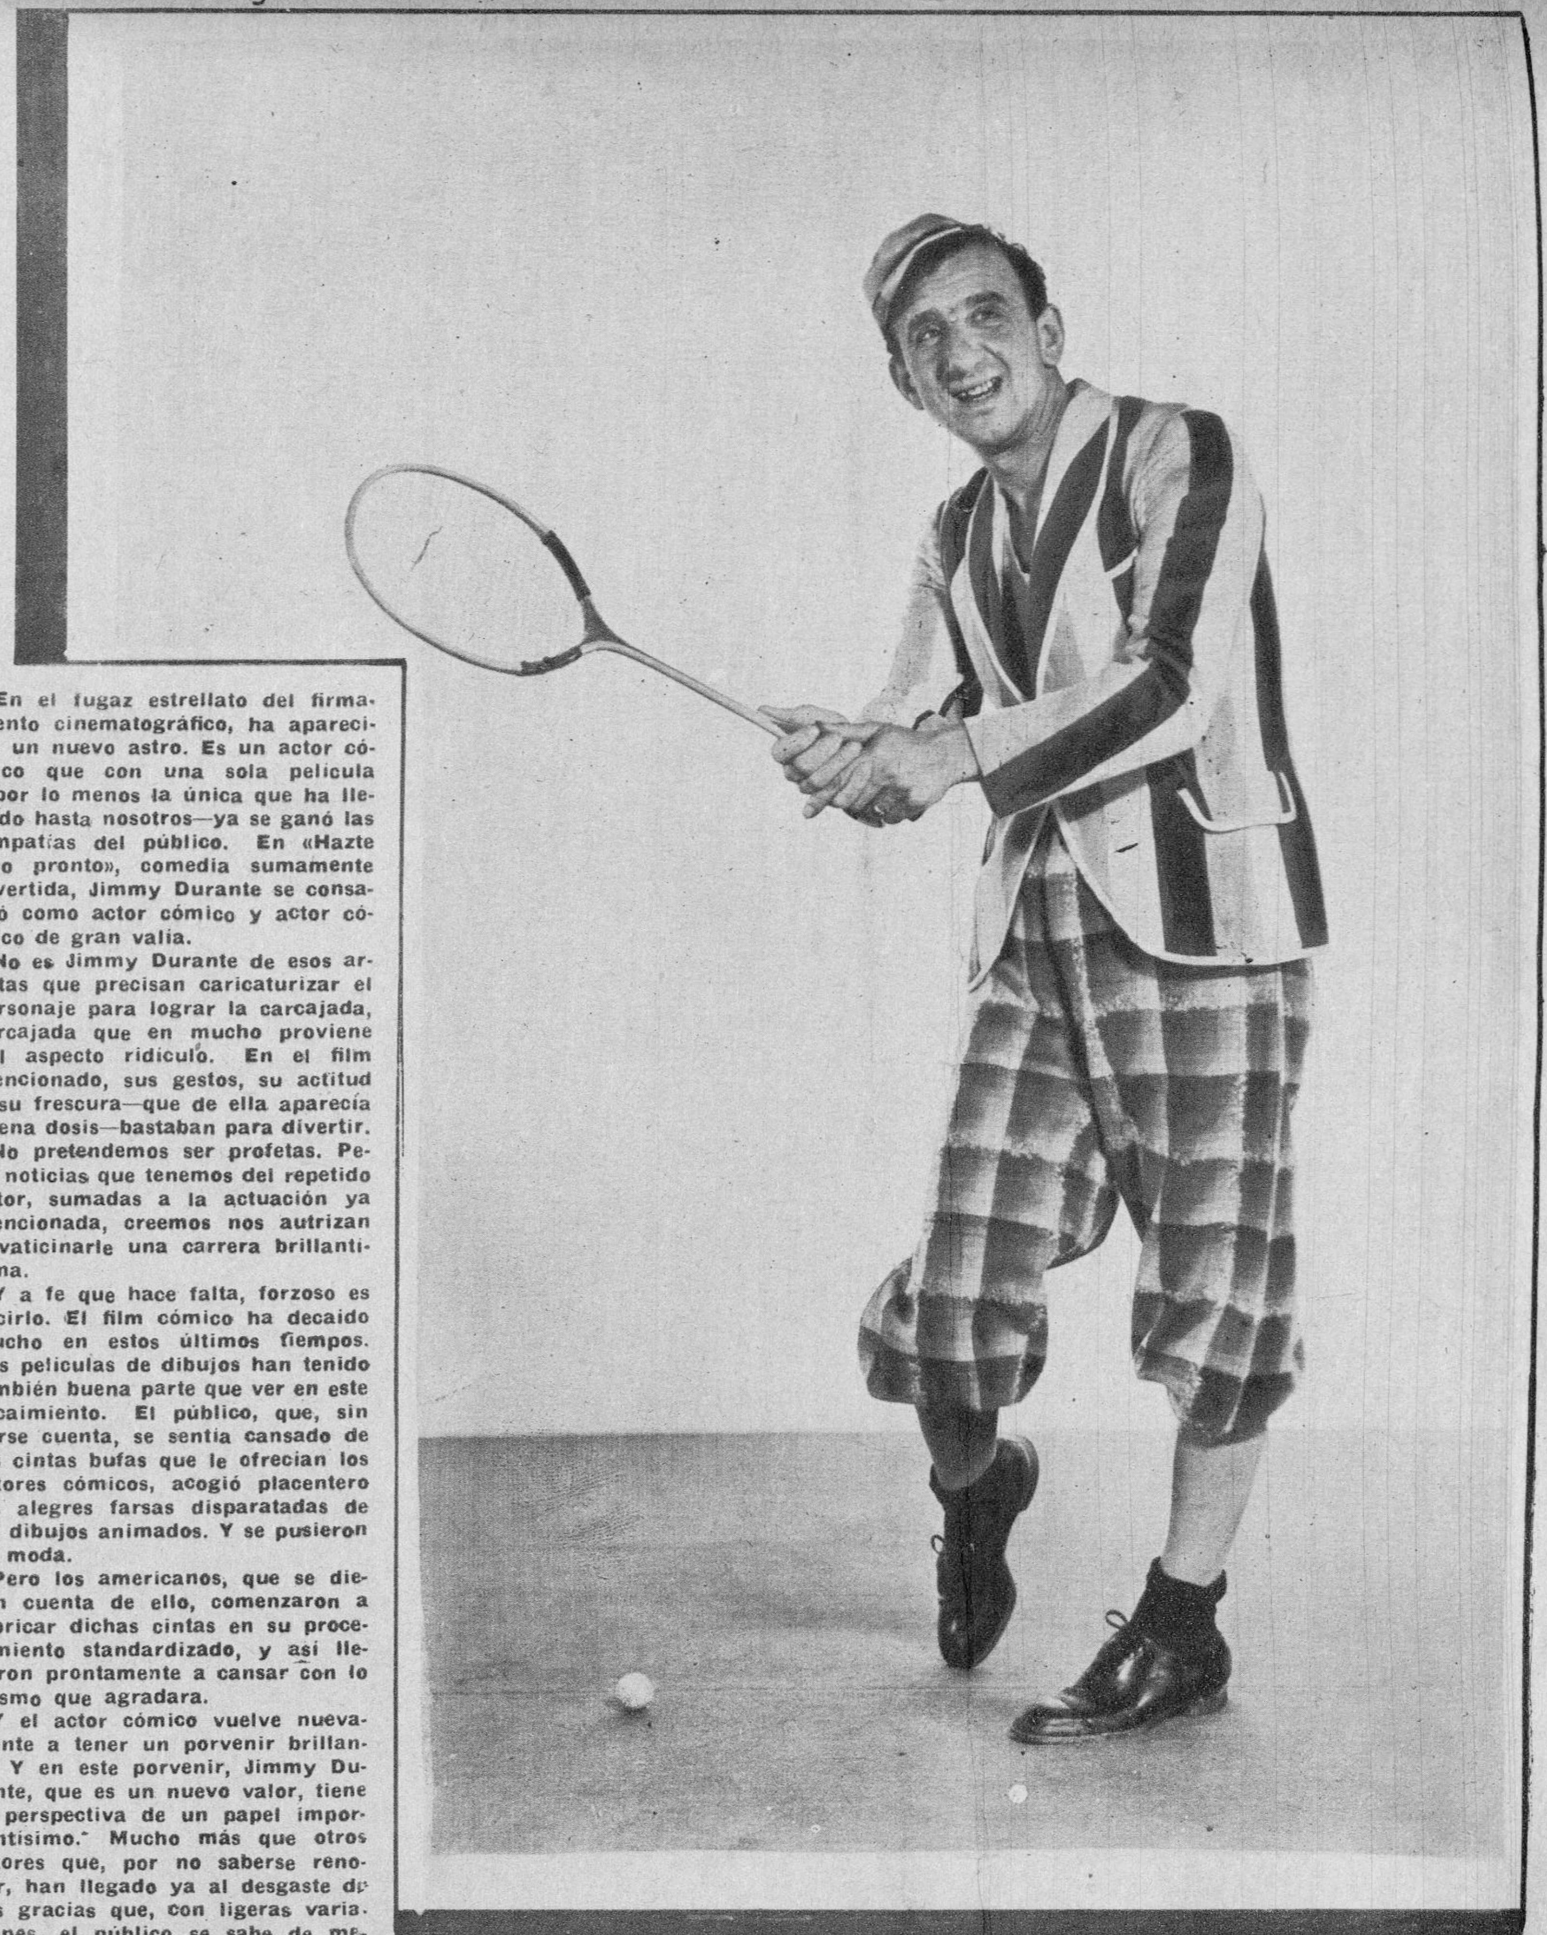 En el fugaz estrellato del firma-
ento cinematográfico, ha apareci-
un nuevo astro. Es un actor có-
co que con una sola película
por lo menos la única que ha lle-
do hasta nosotros—ya se ganó las
mpatías del público. En «Hazte
o pronto», comedia sumamente
vertida, Jimmy Durante se consa-
ó como actor cómico y actor có-
co de gran valia.
No es Jimmy Durante de esos ar-
tas que precisan caricaturizar el
rsonaje para lograr la carcajada,
rcajada que en mucho proviene
l aspecto ridículo. En el film
encionado, sus gestos, su actitud
su frescura—que de ella aparecía
ena dosis—bastaban para divertir.
No pretendemos ser profetas. Pe-
noticias que tenemos del repetido
tor, sumadas a la actuación ya
encionada, creemos nos autrizan
vaticinarle una carrera brillanti-
ma.
Y a fe que hace falta, forzoso es
cirlo. El film cómico ha decaido
ucho en estos últimos tiempos.
s peliculas de dibujos han tenido
mbién buena parte que ver en este
caimiento. El público, que, sin
rse cuenta, se sentia cansado de
s cintas bufas que le ofrecian los
tores cómicos, acogió placentero
alegres farsas disparatadas de
dibujos animados. Y se pusieron
moda.
Pero los americanos, que se die-
n cuenta de ello, comenzaron a
bricar dichas cintas en su proce-
miento standardizado, y así lle-
ron prontamente a cansar con lo
smo que agradara.
Y el actor cómico vuelve nueva-
nte a tener un porvenir brillan-
Y en este porvenir, Jimmy Du-
nte, que es un nuevo valor, tiene
perspectiva de un papel impor-
ntisimo. Mucho más que otros
ores que, por no saberse reno-
r, han llegado ya al desgaste de
s gracias que, con ligeras varia-
nes, el público se sabe de me-